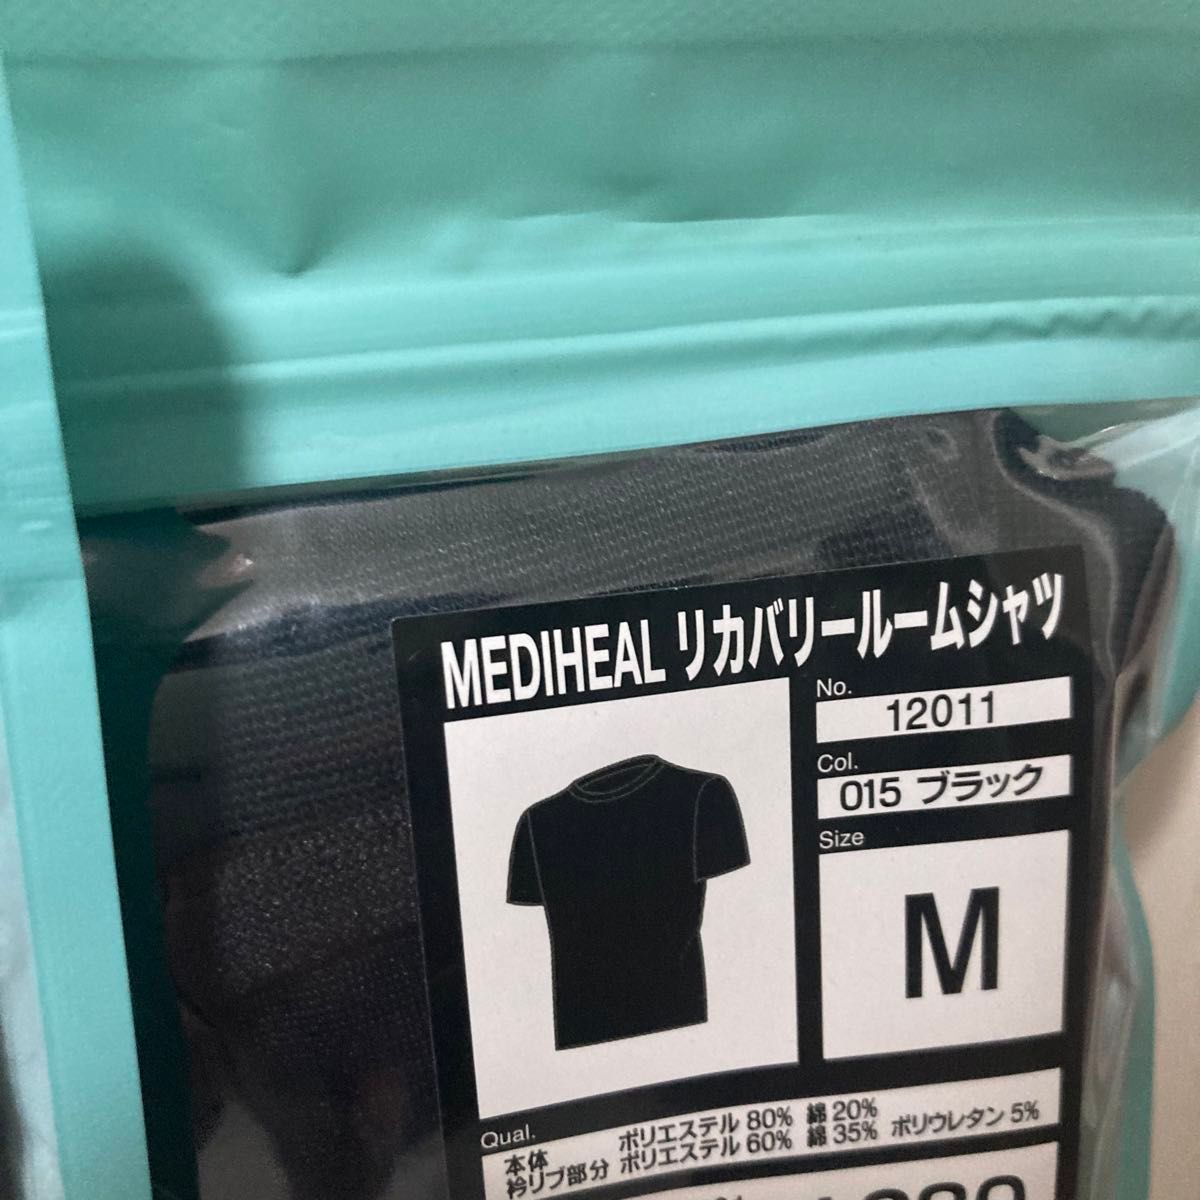 MEDIHEAL リカバリールームシャツ
No.
12011
Col.
015 ブラック
Size
M
Qual.
本体 ポリエステル 80% 綿 20%
衿リブ部分 ポリエステル 60% 綿 35% ポリウレタン 5%